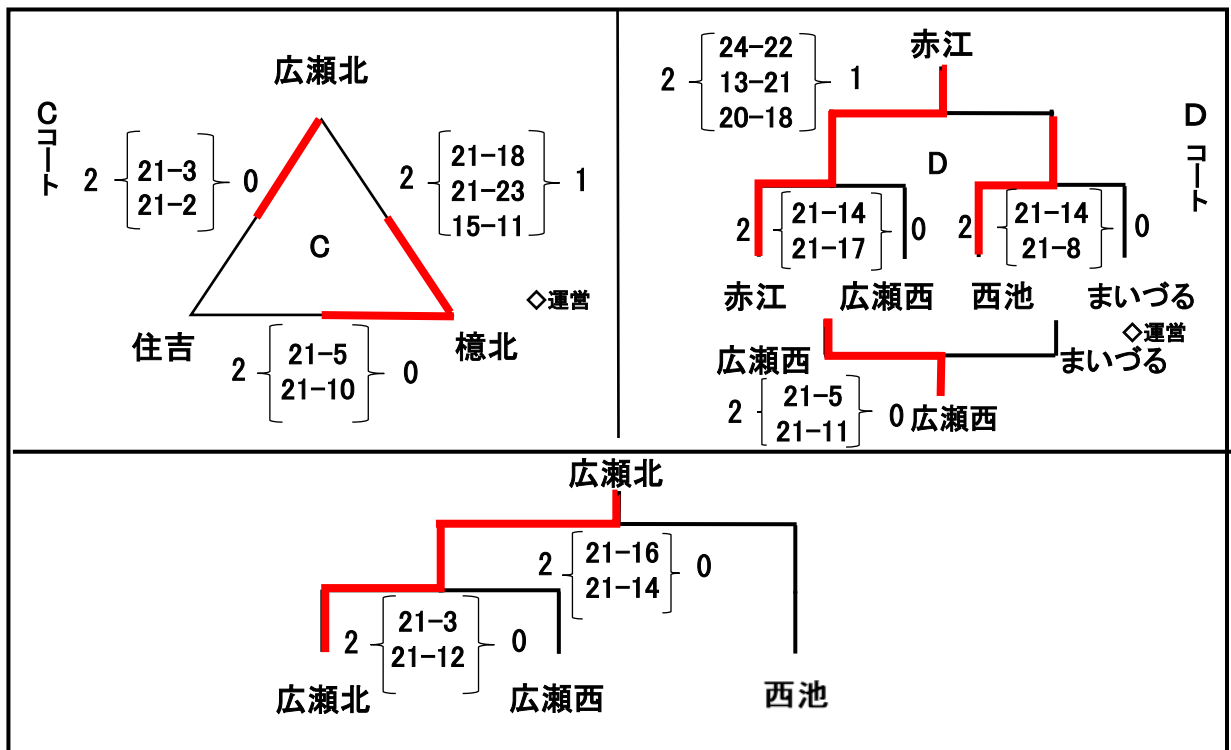 広瀬北
Cコート
2 21-3 0
21-2
2 21-18 1
21-23
15-11
C
◇運営
住吉
檍北
2 21-5 0
21-10
赤江
Dコート
2 24-22 1
13-21
20-18
D
2 21-14 0
21-17
2 21-14 0
21-8
赤江 広瀬西 西池 まいづる
◇運営
広瀬西 まいづる
2 21-5 0
21-11
広瀬西
広瀬北
2 21-16 0
21-14
2 21-3 0
21-12
広瀬北 広瀬西 西池